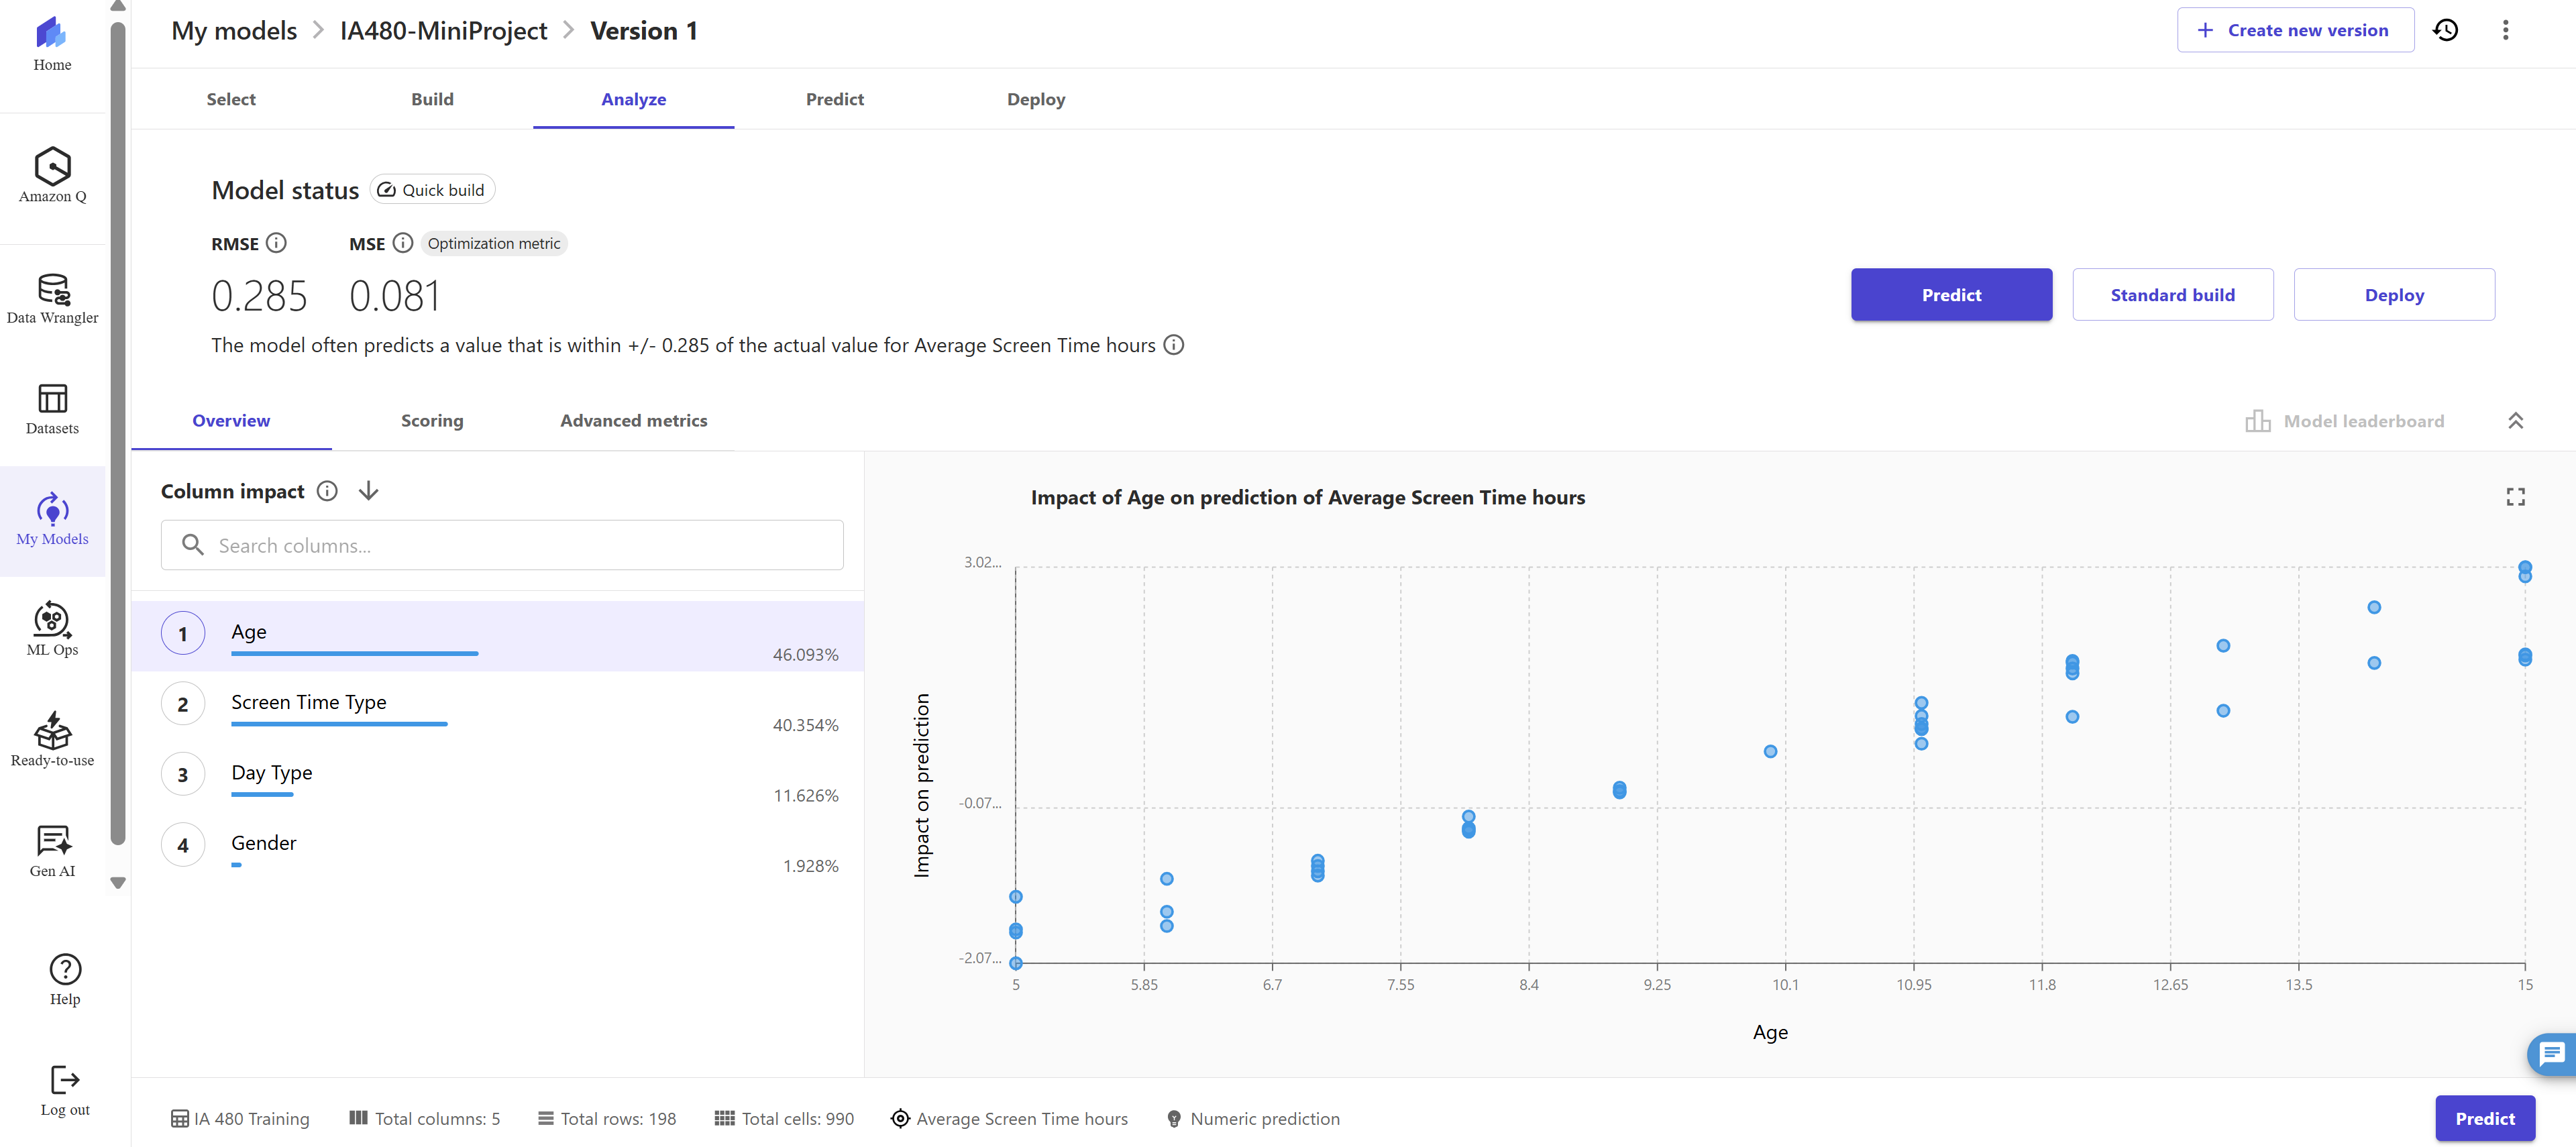 Home
Amazon Q
Data Wrangler
Datasets
My Models
ML Ops
Ready-to-use
Gen AI
Help
Log out
My models > IA480-MiniProject > Version 1
+ Create new version
Select Build Analyze Predict Deploy
Model status Quick build
RMSE MSE Optimization metric
0.285 0.081
The model often predicts a value that is within +/- 0.285 of the actual value for Average Screen Time hours
Predict Standard build Deploy
Overview Scoring Advanced metrics Model leaderboard
Column impact
Search columns...
1 Age 46.093%
2 Screen Time Type 40.354%
3 Day Type 11.626%
4 Gender 1.928%
Impact of Age on prediction of Average Screen Time hours
Impact on prediction
3.02...
-0.07...
-2.07...
5 5.85 6.7 7.55 8.4 9.25 10.1 10.95 11.8 12.65 13.5 15
Age
IA 480 Training Total columns: 5 Total rows: 198 Total cells: 990 Average Screen Time hours Numeric prediction
Predict